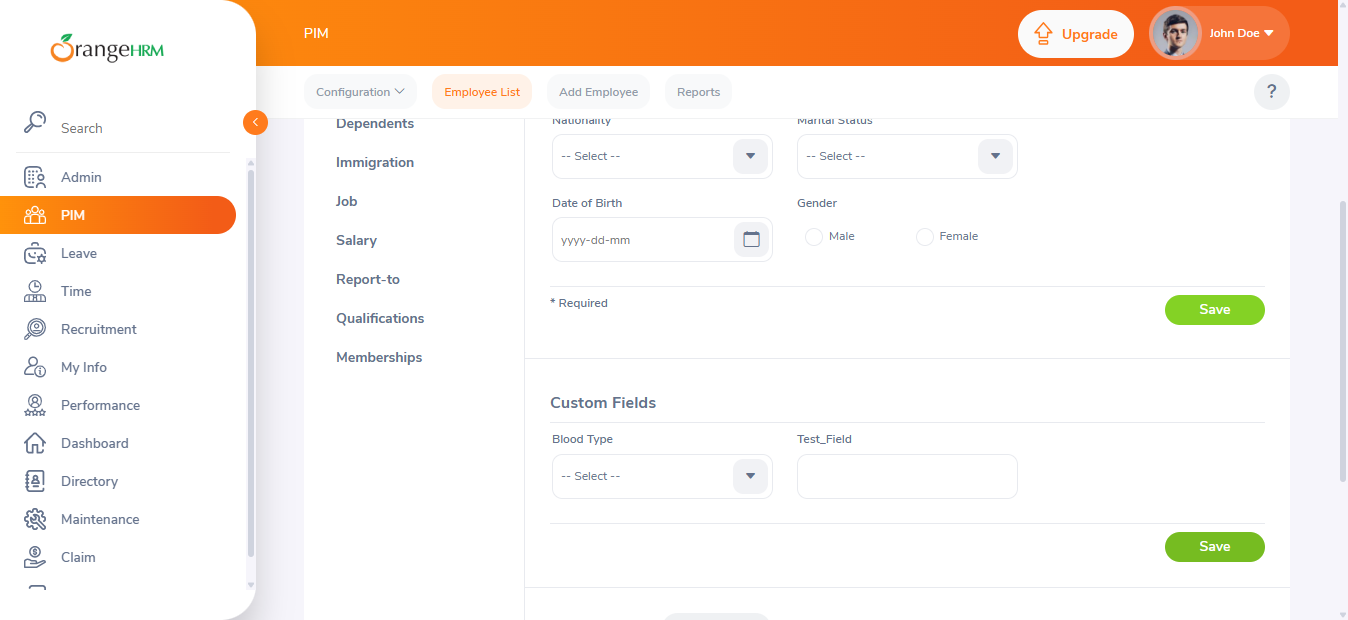 OrangeHRM
PIM
Upgrade
John Doe
Configuration
Employee List
Add Employee
Reports
?
Search
Admin
PIM
Leave
Time
Recruitment
My Info
Performance
Dashboard
Directory
Maintenance
Claim
Dependents
Immigration
Job
Salary
Report-to
Qualifications
Memberships
Nationality
Marital Status
-- Select --
-- Select --
Date of Birth
Gender
yyyy-dd-mm
Male
Female
* Required
Save
Custom Fields
Blood Type
Test_Field
-- Select --
Save